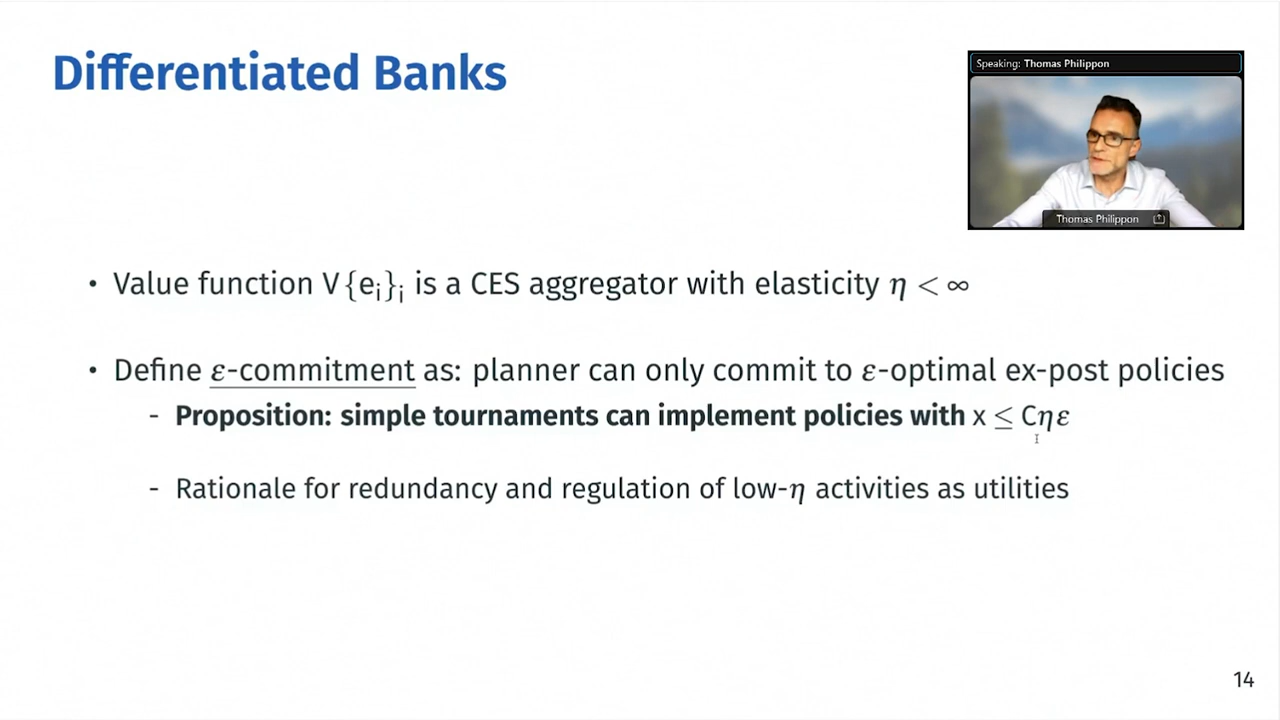 Differentiated Banks
Speaking: Thomas Philippon
Thomas Philippon
• Value function V{eᵢ}ᵢ is a CES aggregator with elasticity η < ∞
• Define ε-commitment as: planner can only commit to ε-optimal ex-post policies
- Proposition: simple tournaments can implement policies with x ≤ Cηε
- Rationale for redundancy and regulation of low-η activities as utilities
14